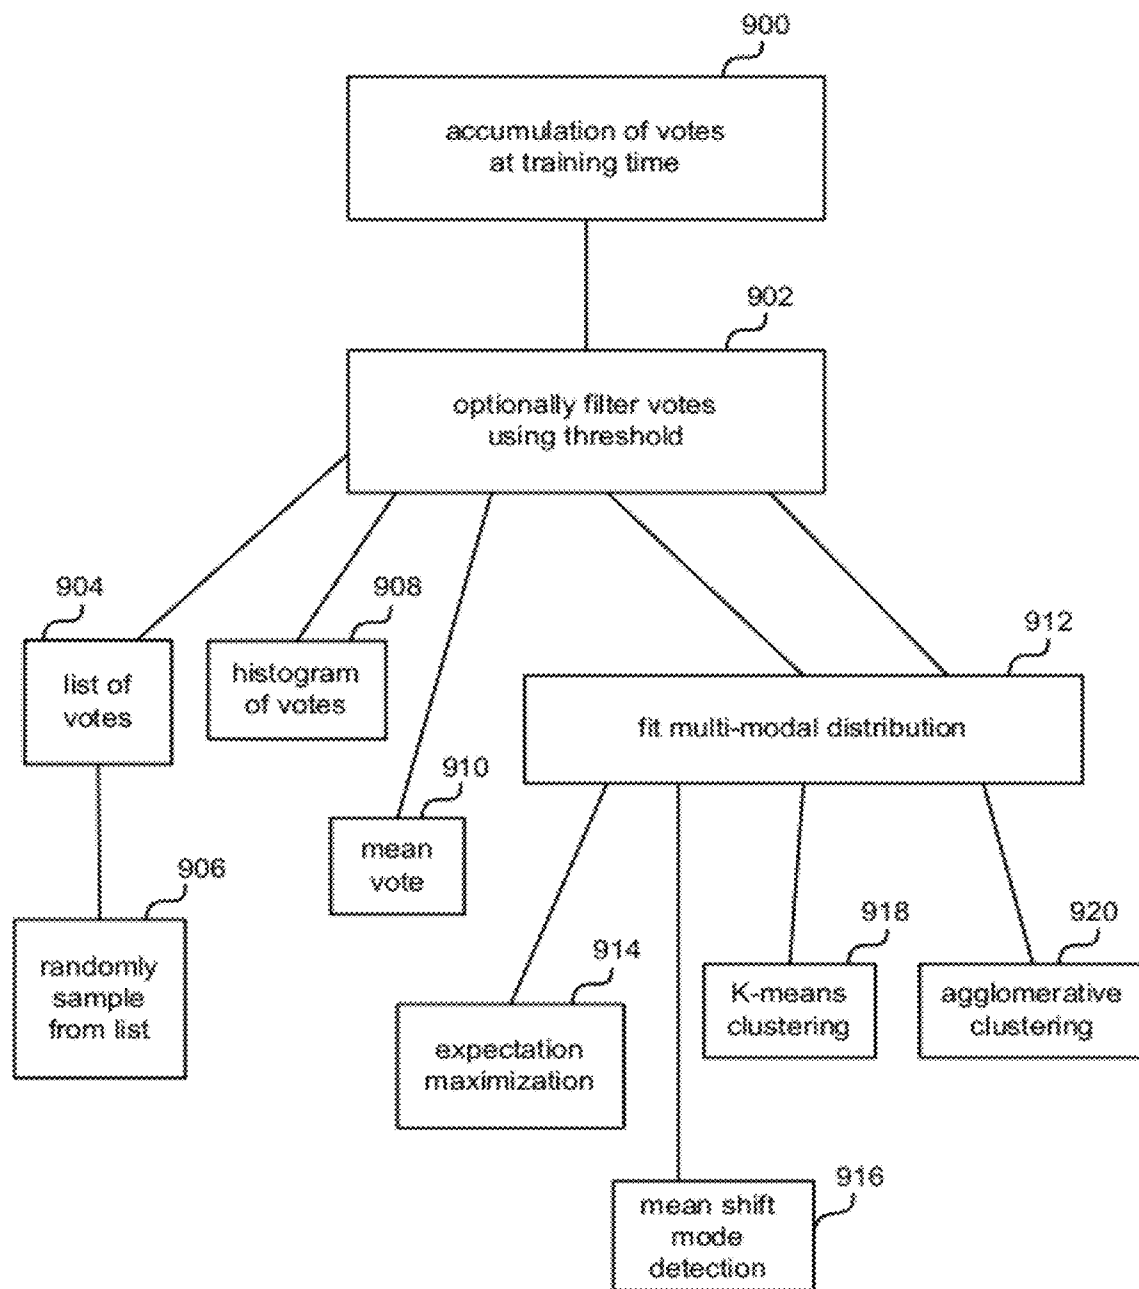 900
accumulation of votes
at training time
902
optionally filter votes
using threshold
904
list of
votes
908
histogram
of votes
912
fit multi-modal distribution
910
mean
vote
906
randomly
sample
from list
914
expectation
maximization
918
K-means
clustering
920
agglomerative
clustering
916
mean shift
mode
detection